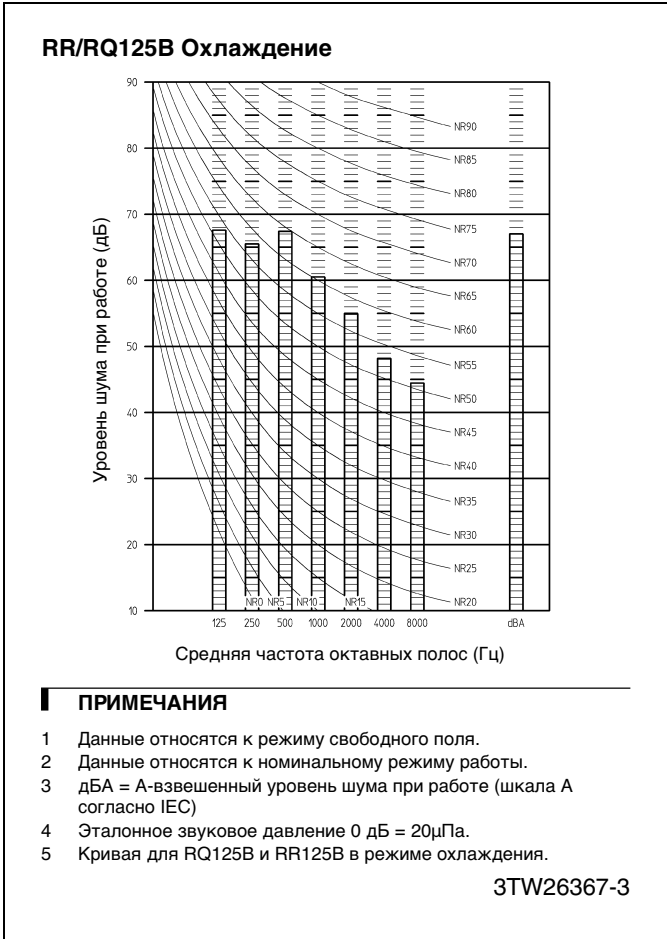 RR/RQ125B Охлаждение
Уровень шума при работе (дБ)
90
80
70
60
50
40
30
20
10
NR90
NR85
NR80
NR75
NR70
NR65
NR60
NR55
NR50
NR45
NR40
NR35
NR30
NR25
NR20
NR0 NR5 NR10 NR15
125 250 500 1000 2000 4000 8000 dBA
Средняя частота октавных полос (Гц)
ПРИМЕЧАНИЯ
1 Данные относятся к режиму свободного поля.
2 Данные относятся к номинальному режиму работы.
3 дБА = А-взвешенный уровень шума при работе (шкала А
согласно IEC)
4 Эталонное звуковое давление 0 дБ = 20µПа.
5 Кривая для RQ125B и RR125B в режиме охлаждения.
3TW26367-3